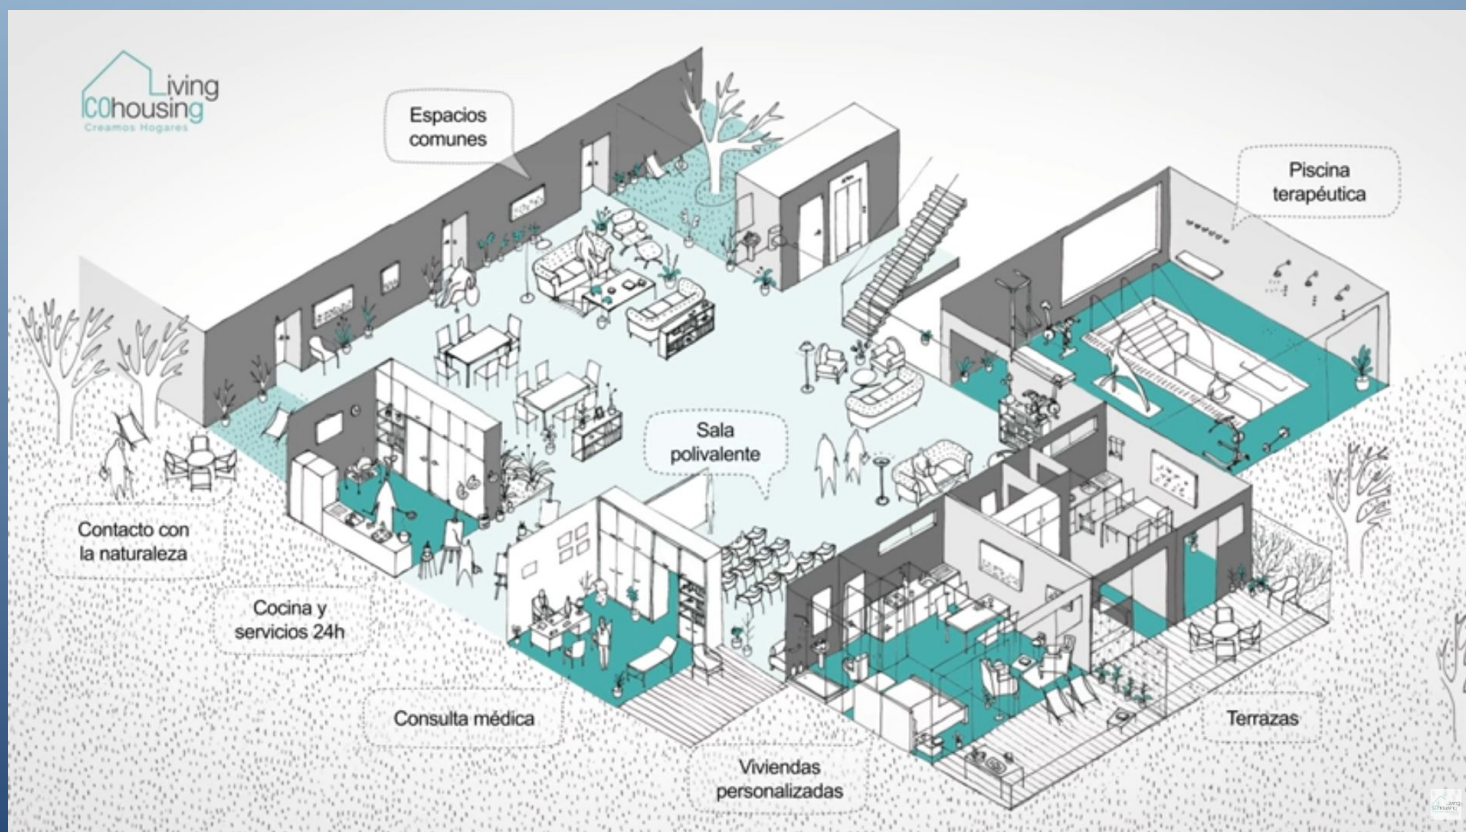 Living
COhousing
Creamos Hogares
Espacios
comunes
Piscina
terapéutica
Sala
polivalente
Contacto con
la naturaleza
Cocina y
servicios 24h
Consulta médica
Terrazas
Viviendas
personalizadas